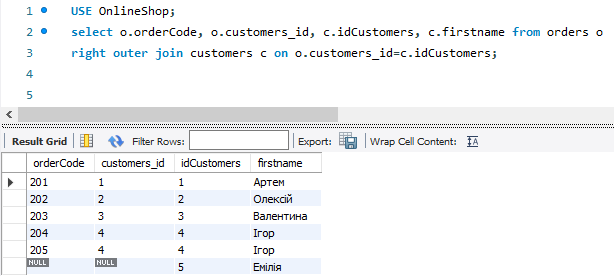 1 USE OnlineShop;
2 select o.orderCode, o.customers_id, c.idCustomers, c.firstname from orders o
3 right outer join customers c on o.customers_id=c.idCustomers;
4
5
Result Grid Filter Rows: Export: Wrap Cell Content: IA
orderCode customers_id idCustomers firstname
201 1 1 Артем
202 2 2 Олексій
203 3 3 Валентина
204 4 4 Ігор
205 4 4 Ігор
NULL NULL 5 Емілія